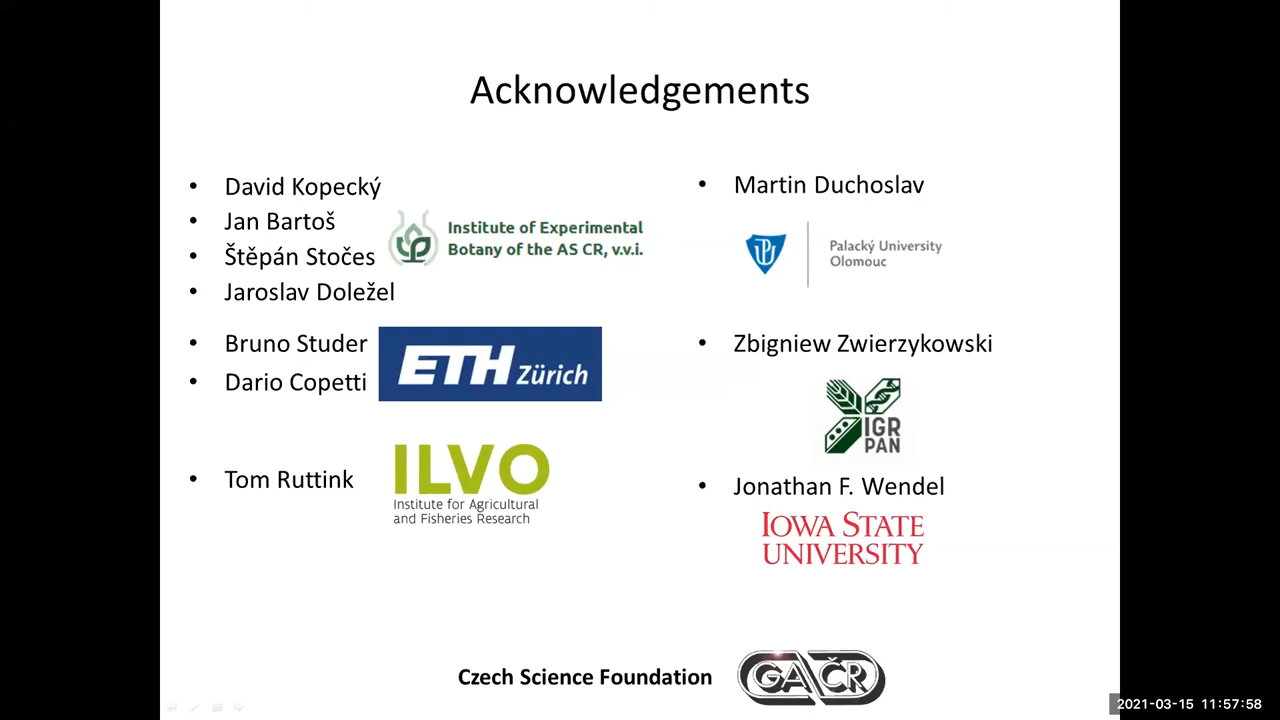 Acknowledgements
David Kopecký
Jan Bartoš
Štěpán Stočes
Jaroslav Doležel
Institute of Experimental
Botany of the AS CR, v.v.i.
Bruno Studer
Dario Copetti
ETH Zürich
Tom Ruttink
ILVO
Institute for Agricultural
and Fisheries Research
Martin Duchoslav
Palacký University
Olomouc
Zbigniew Zwierzykowski
IGR
PAN
Jonathan F. Wendel
IOWA STATE
UNIVERSITY
Czech Science Foundation
GAČR
2021-03-15 11:57:58